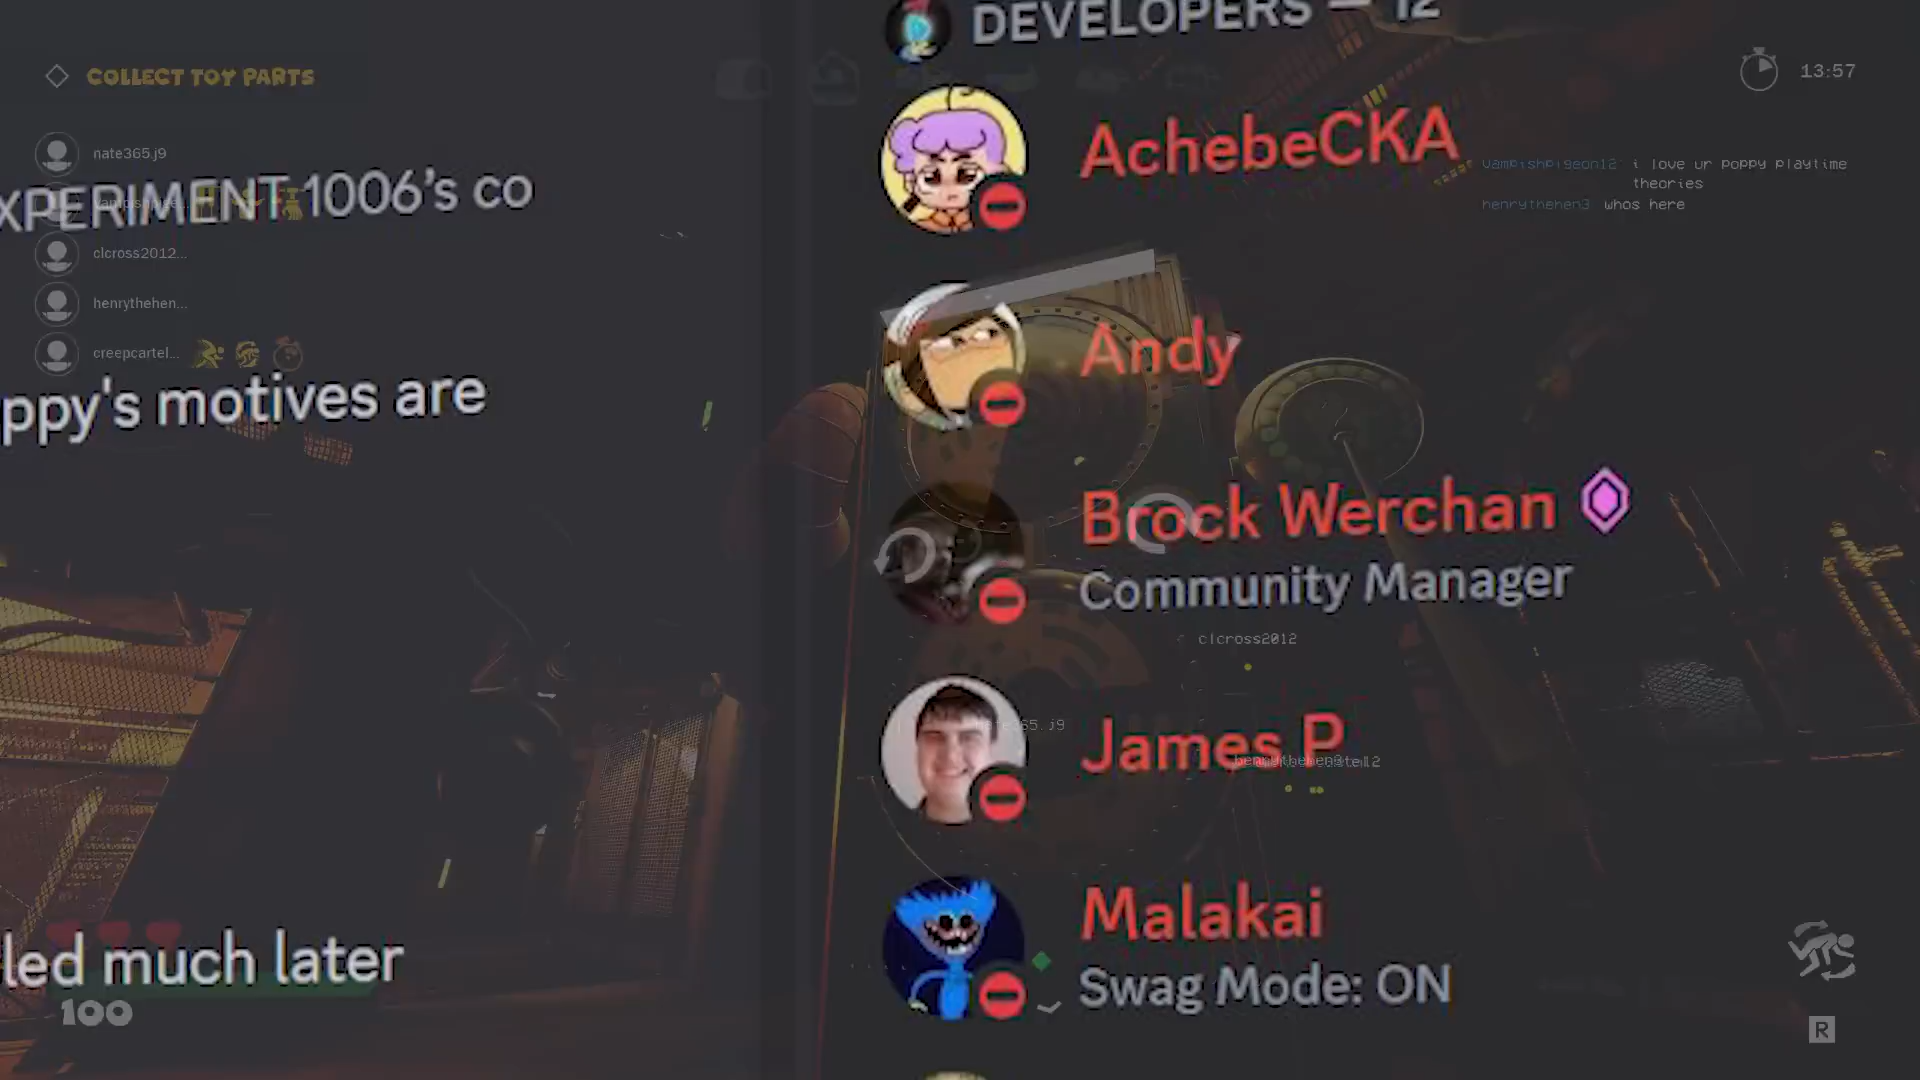 DEVELOPERS — 12
COLLECT TOY PARTS
13:57
AchebeCKA
nate365.j9
vampishpigeon12: i love ur poppy playtime
theories
XPERIMENT 1006's co
henrythehen3: whos here
clcross2012...
henrythehen...
Andy
creepcartel...
ppy's motives are
Brock Werchan
Community Manager
clcross2012
James P
Malakai
led much later
Swag Mode: ON
100
R